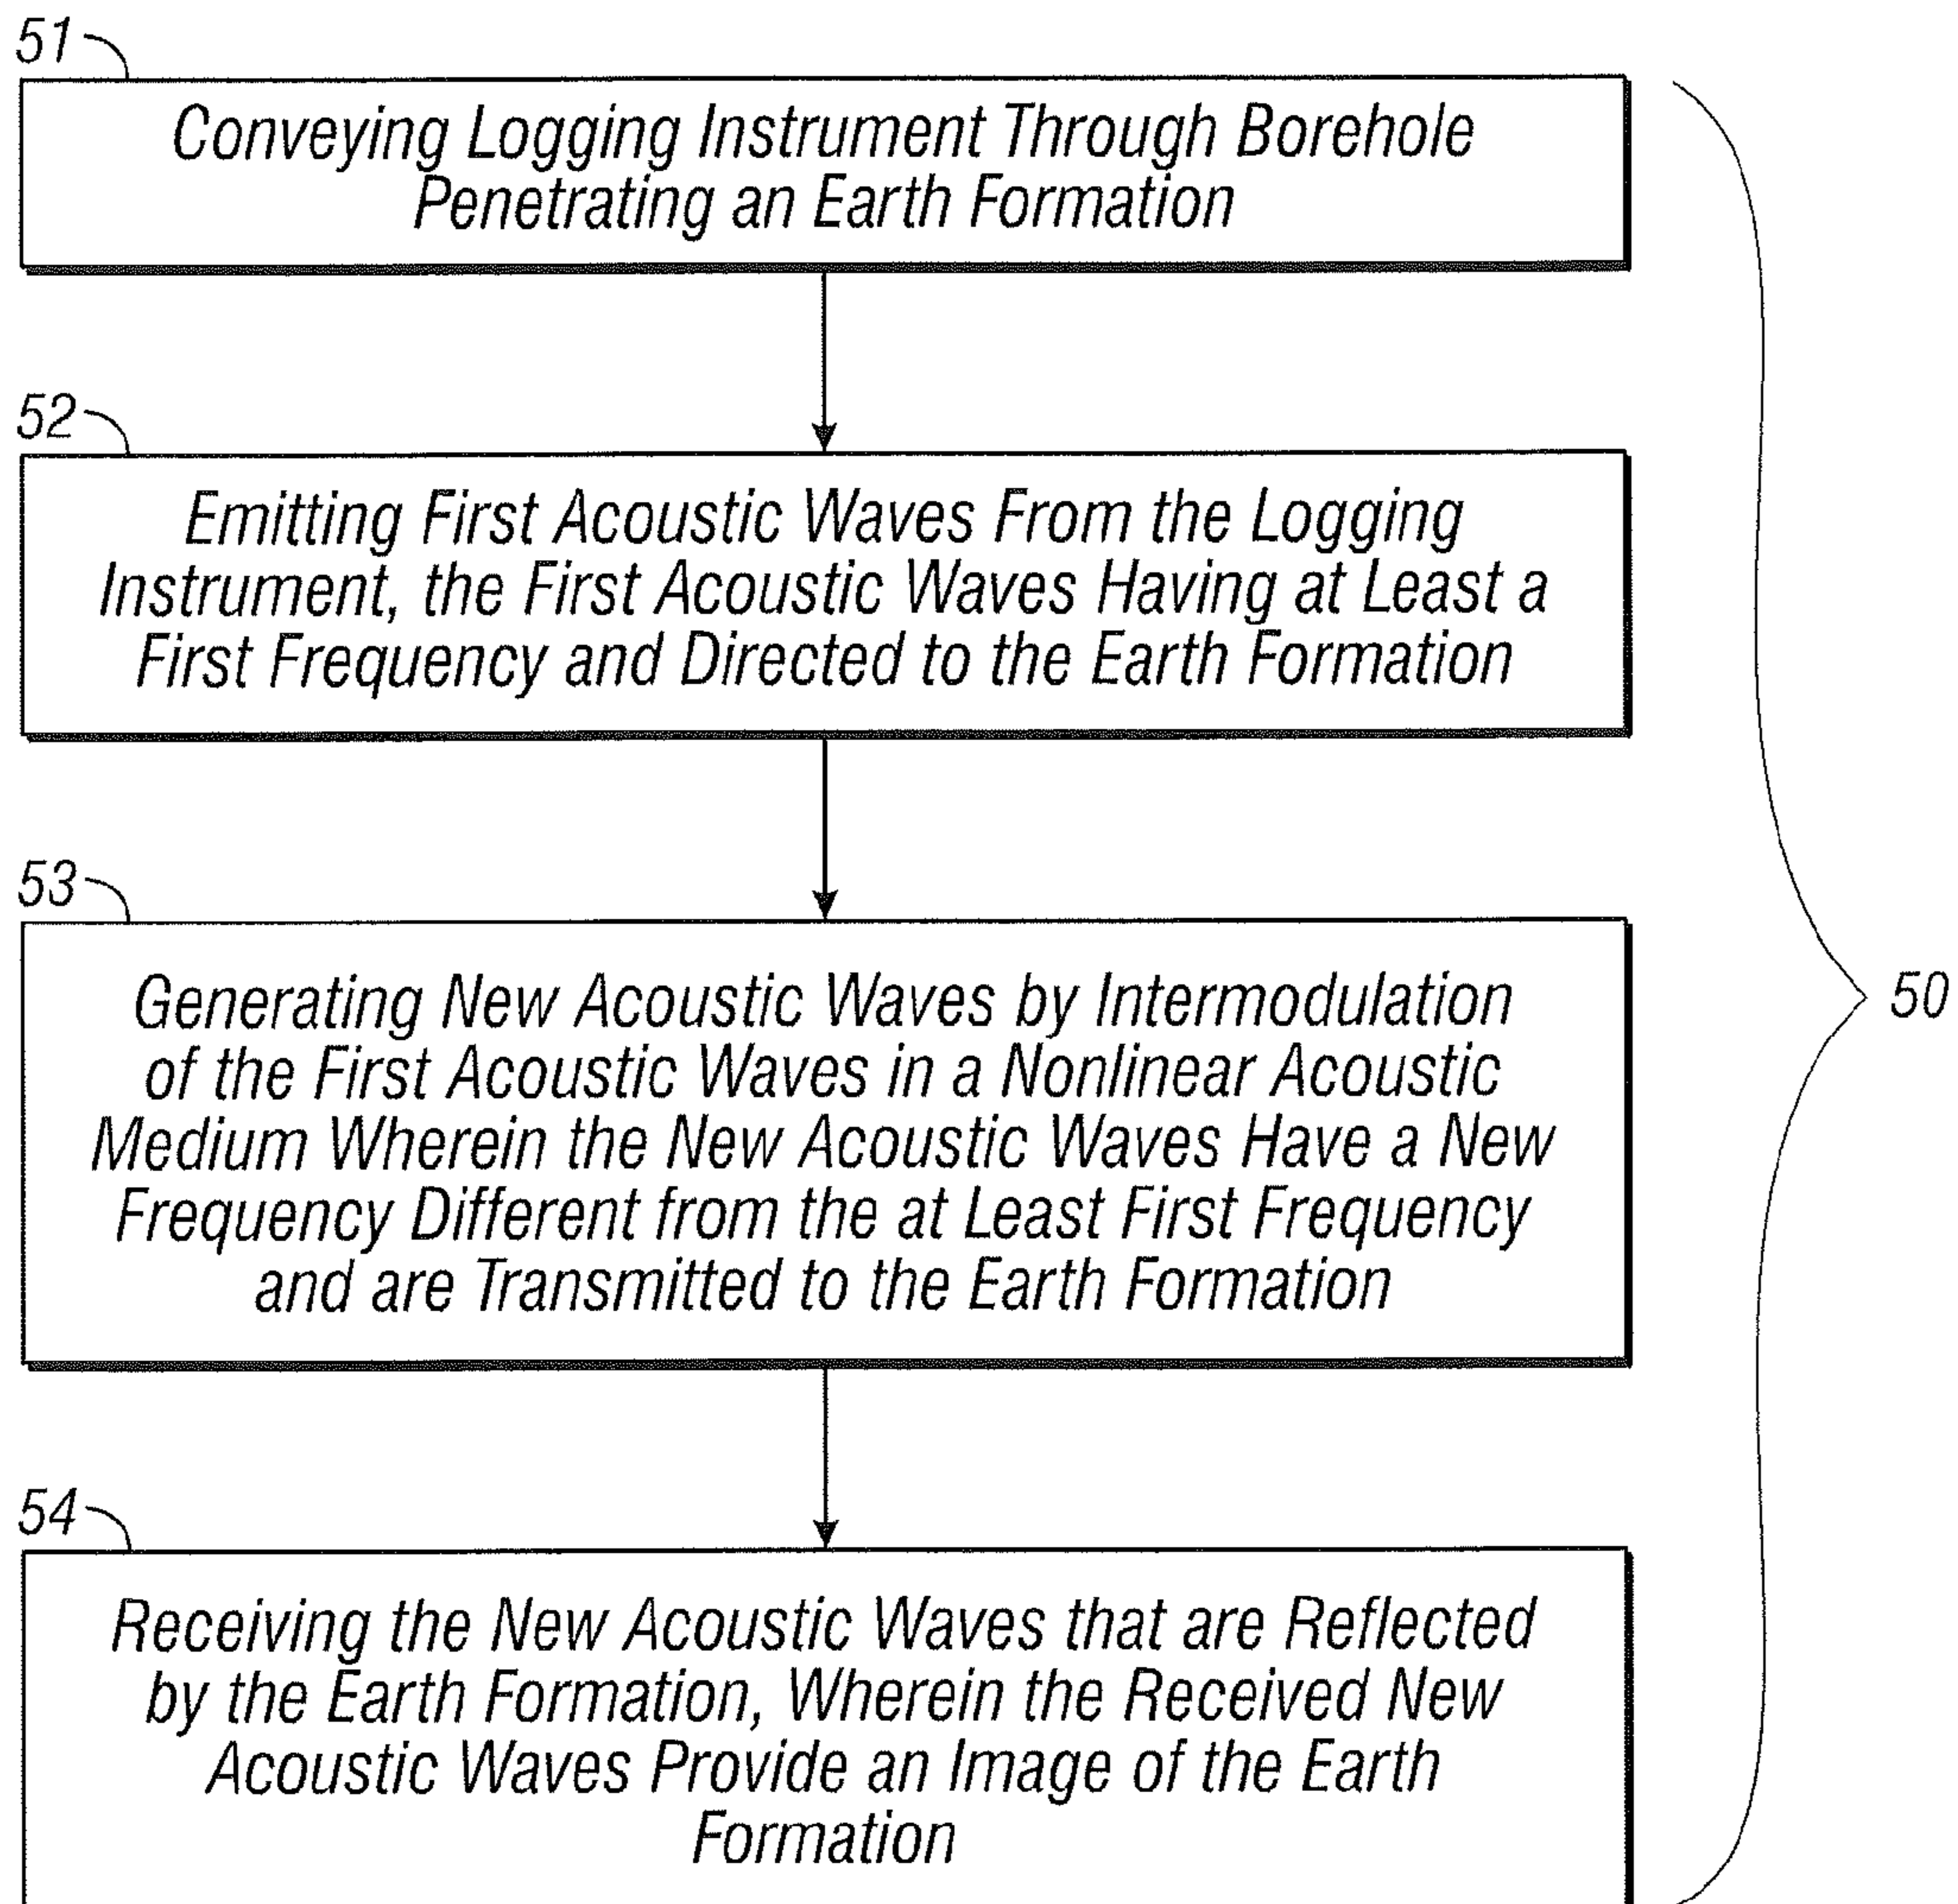 51
Conveying Logging Instrument Through Borehole
Penetrating an Earth Formation
52
Emitting First Acoustic Waves From the Logging
Instrument, the First Acoustic Waves Having at Least a
First Frequency and Directed to the Earth Formation
53
Generating New Acoustic Waves by Intermodulation
of the First Acoustic Waves in a Nonlinear Acoustic
Medium Wherein the New Acoustic Waves Have a New
Frequency Different from the at Least First Frequency
and are Transmitted to the Earth Formation
50
54
Receiving the New Acoustic Waves that are Reflected
by the Earth Formation, Wherein the Received New
Acoustic Waves Provide an Image of the Earth
Formation